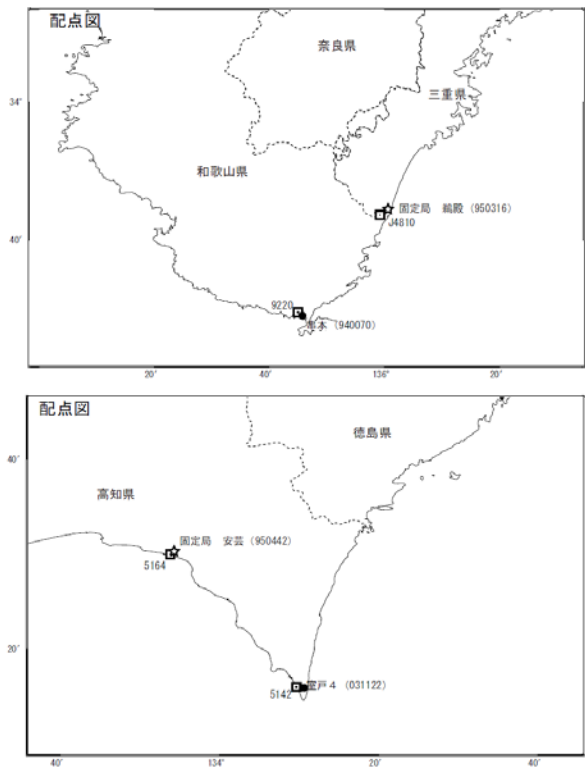 配点図
奈良県
34
三重県
和歌山県
固定局 鵜殿 (950316)
J4810
40
9220
串本 (940070)
20'
40'
136°
20'
配点図
徳島県
40'
高知県
固定局 安芸 (950442)
5164
20'
5142
室戸4 (031122)
40'
134°
20'
40'